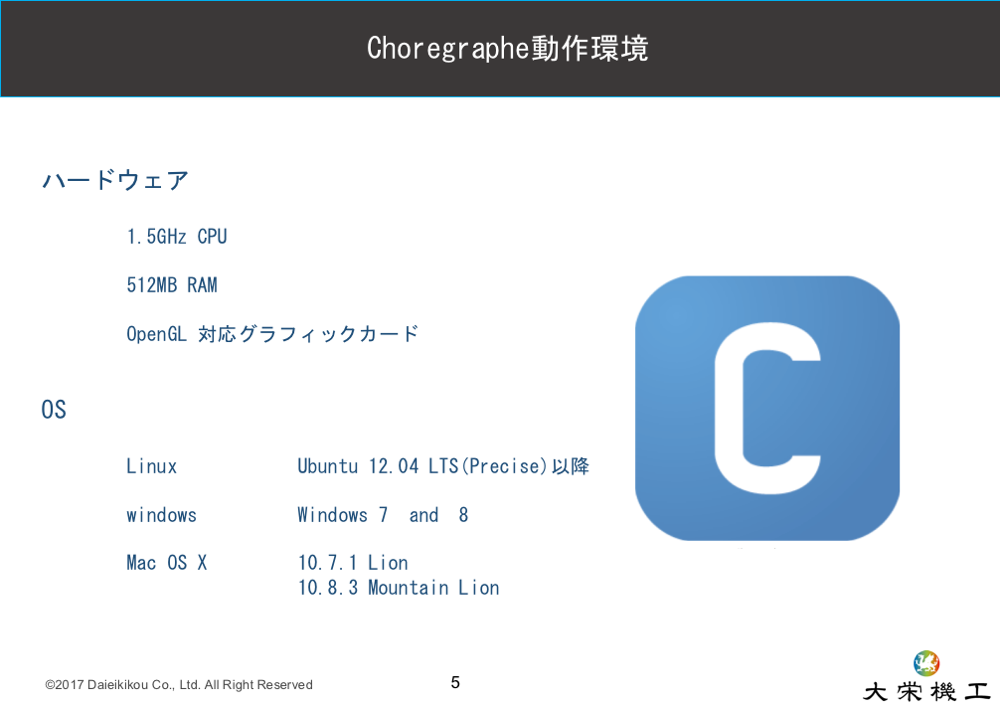 Choregraphe動作環境
ハードウェア
1.5GHz CPU
512MB RAM
OpenGL 対応グラフィックカード
OS
Linux Ubuntu 12.04 LTS(Precise)以降
windows Windows 7 and 8
Mac OS X 10.7.1 Lion
10.8.3 Mountain Lion
C
©2017 Daieikikou Co., Ltd. All Right Reserved
5
大栄機工